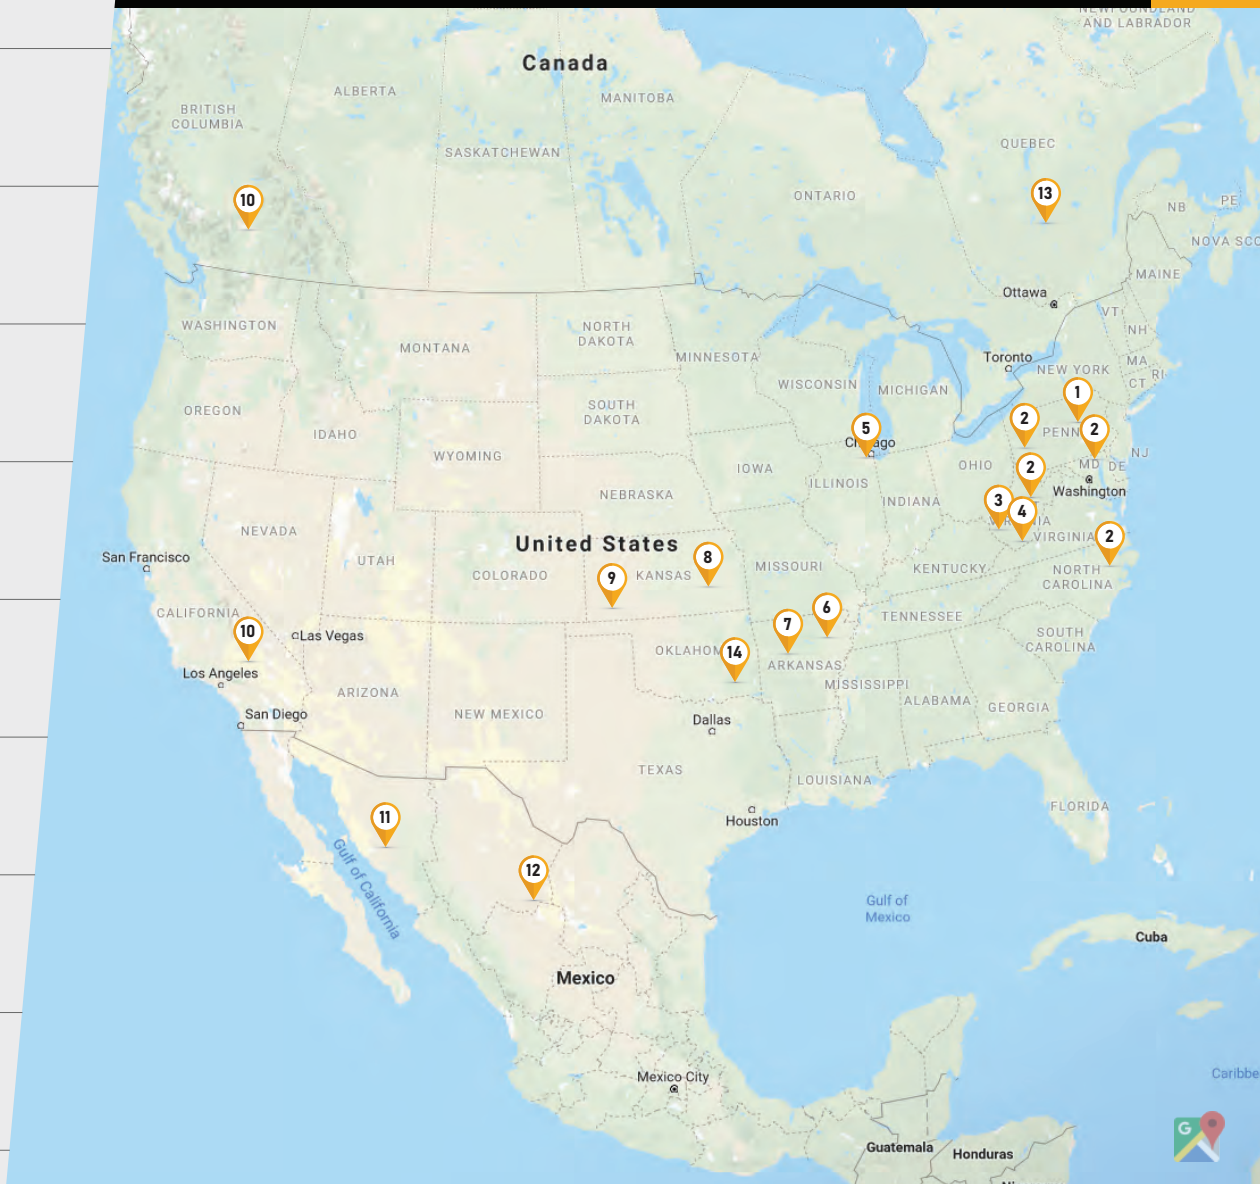 NEWFOUNDLAND
AND LABRADOR
Canada
ALBERTA
MANITOBA
BRITISH
COLUMBIA
SASKATCHEWAN
QUEBEC
ONTARIO
10
13
NB
PE
NOVA SCO
MAINE
Ottawa
WASHINGTON
MONTANA
NORTH
DAKOTA
MINNESOTA
VT
NH
Toronto
NEW YORK
MA
CT
RI
WISCONSIN
MICHIGAN
OREGON
IDAHO
SOUTH
DAKOTA
1
2
PENN
2
5
Chicago
WYOMING
IOWA
ILLINOIS
INDIANA
OHIO
MD
DE
NJ
2
Washington
NEBRASKA
3
4
VIRGINIA
VIRGINIA
2
NEVADA
UTAH
United States
COLORADO
KANSAS
8
9
MISSOURI
KENTUCKY
NORTH
CAROLINA
San Francisco
CALIFORNIA
10
Las Vegas
Los Angeles
San Diego
ARIZONA
NEW MEXICO
OKLAHOM
14
7
6
ARKANSAS
TENNESSEE
SOUTH
CAROLINA
MISSISSIPPI
ALABAMA
GEORGIA
Dallas
TEXAS
LOUISIANA
Houston
FLORIDA
11
12
Gulf of California
Gulf of
Mexico
Cuba
Mexico
Mexico City
Caribbe
G
Guatemala
Honduras